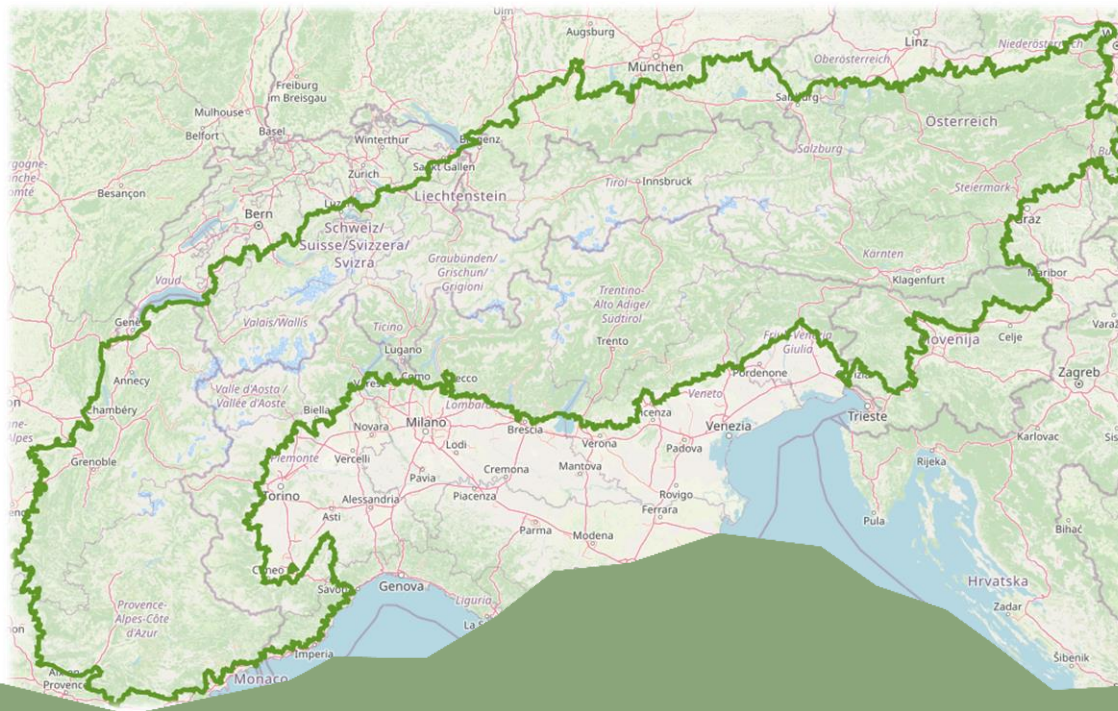 Ulm
Augsburg
München
Linz
Niederösterreich
Oberösterreich
Freiburg
im Breisgau
Mulhouse
Belfort
Basel
Winterthur
Bregenz
Zürich
Sankt Gallen
Liechtenstein
Salzburg
Österreich
Besançon
Bern
Schweiz/
Suisse/Svizzera/
Svizra
Tirol
Innsbruck
Salzburg
Steiermark
Graz
Graubünden/
Grischun/
Grigioni
Kärnten
Klagenfurt
Maribor
Vaud
Valais/Wallis
Ticino
Lugano
Trentino-
Alto Adige/
Südtirol
Trento
Slovenija
Celje
Annecy
Chambéry
Valle d'Aosta /
Vallée d'Aoste
Biella
Varese
Como
Lecco
Pordenone
Giulia
Zagreb
Trieste
Grenoble
Piemonte
Novara
Milano
Vercelli
Lodi
Pavia
Brescia
Verona
Veneto
Padova
Venezia
Karlovac
Rijeka
Torino
Asti
Alessandria
Piacenza
Cremona
Mantova
Rovigo
Ferrara
Pula
Bihać
Parma
Modena
Cuneo
Savona
Genova
Liguria
Hrvatska
Zadar
Šibenik
Provence-
Alpes-Côte
d'Azur
Imperia
Monaco